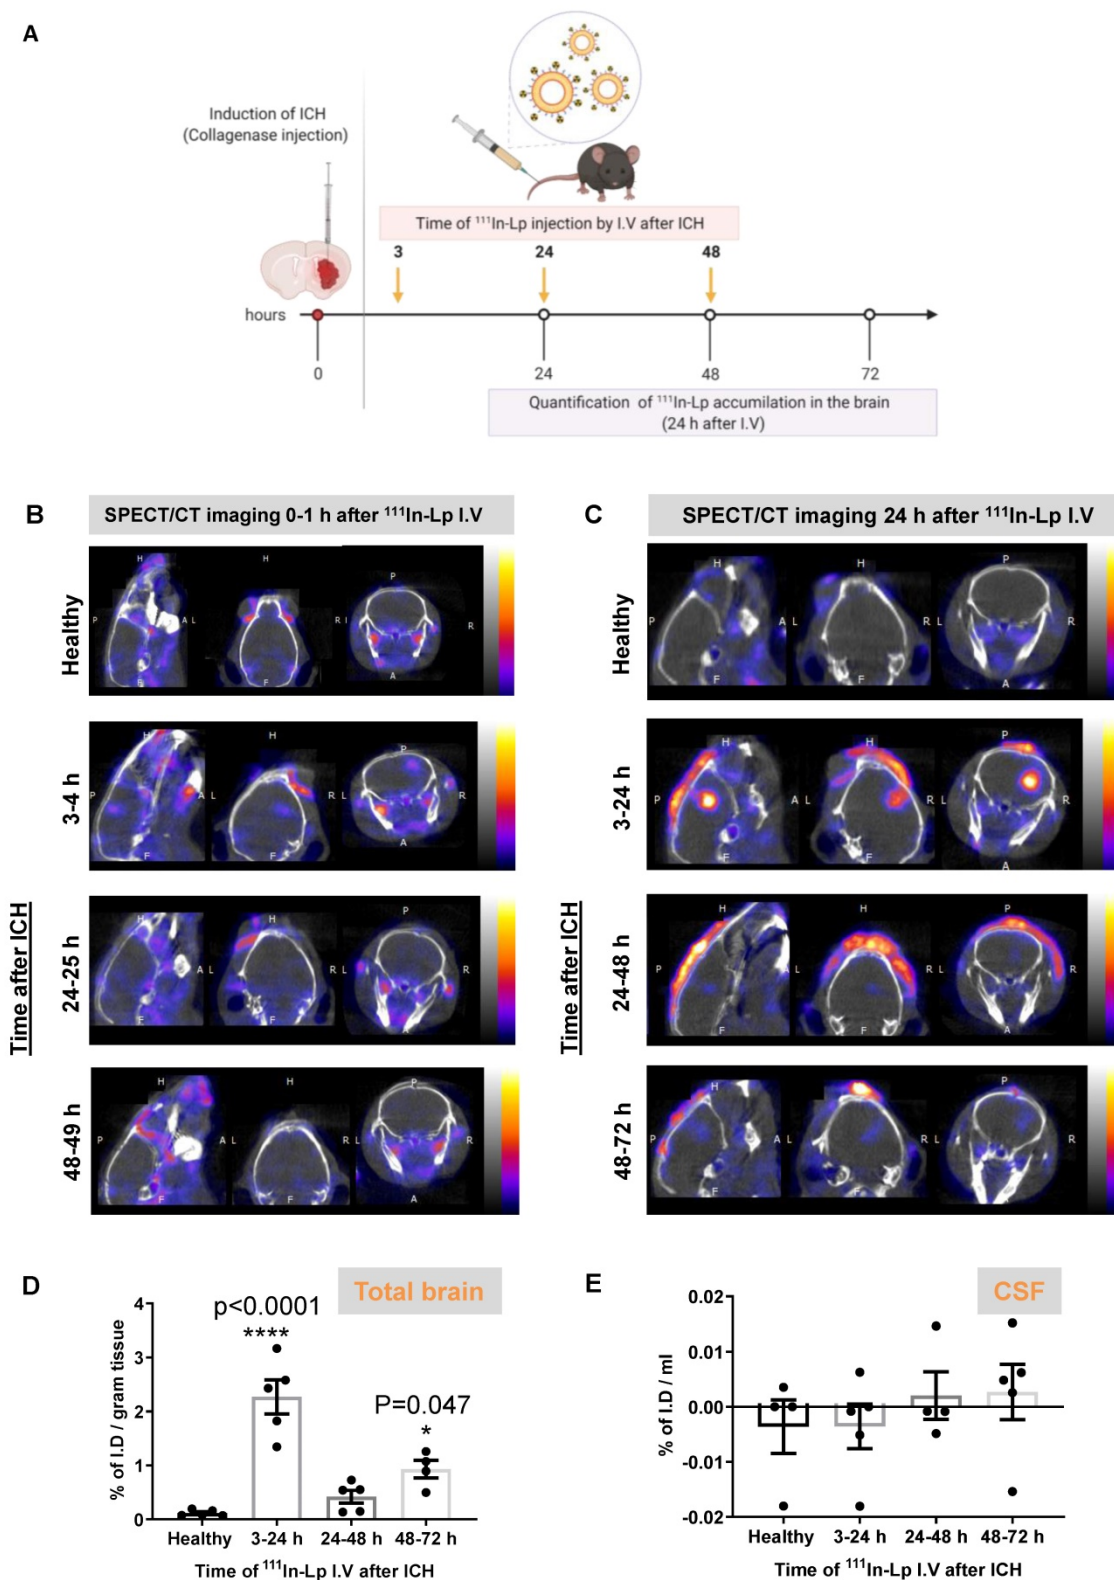 A
Induction of ICH
(Collagenase injection)
Time of ¹¹¹In-Lp injection by I.V after ICH
3 24 48
hours
0 24 48 72
Quantification of ¹¹¹In-Lp accumilation in the brain
(24 h after I.V)
B
SPECT/CT imaging 0-1 h after ¹¹¹In-Lp I.V
Healthy
H H P
P A L R L R
F F A
3-4 h
H H P
P A L R L R
F F A
Time after ICH
24-25 h
H H P
P A L R L R
F F A
48-49 h
H H P
P A L R L R
F F A
C
SPECT/CT imaging 24 h after ¹¹¹In-Lp I.V
Healthy
H H P
P A L R L R
F F A
3-24 h
H H P
P A L R L R
F F A
Time after ICH
24-48 h
H H P
P A L R L R
F F A
48-72 h
H H P
P A L R L R
F F A
D
Total brain
p<0.0001
****
P=0.047
*
% of I.D / gram tissue
4
3
2
1
0
Healthy 3-24 h 24-48 h 48-72 h
Time of ¹¹¹In-Lp I.V after ICH
E
CSF
% of I.D / ml
0.02
0.01
0.00
-0.01
-0.02
Healthy 3-24 h 24-48 h 48-72 h
Time of ¹¹¹In-Lp I.V after ICH